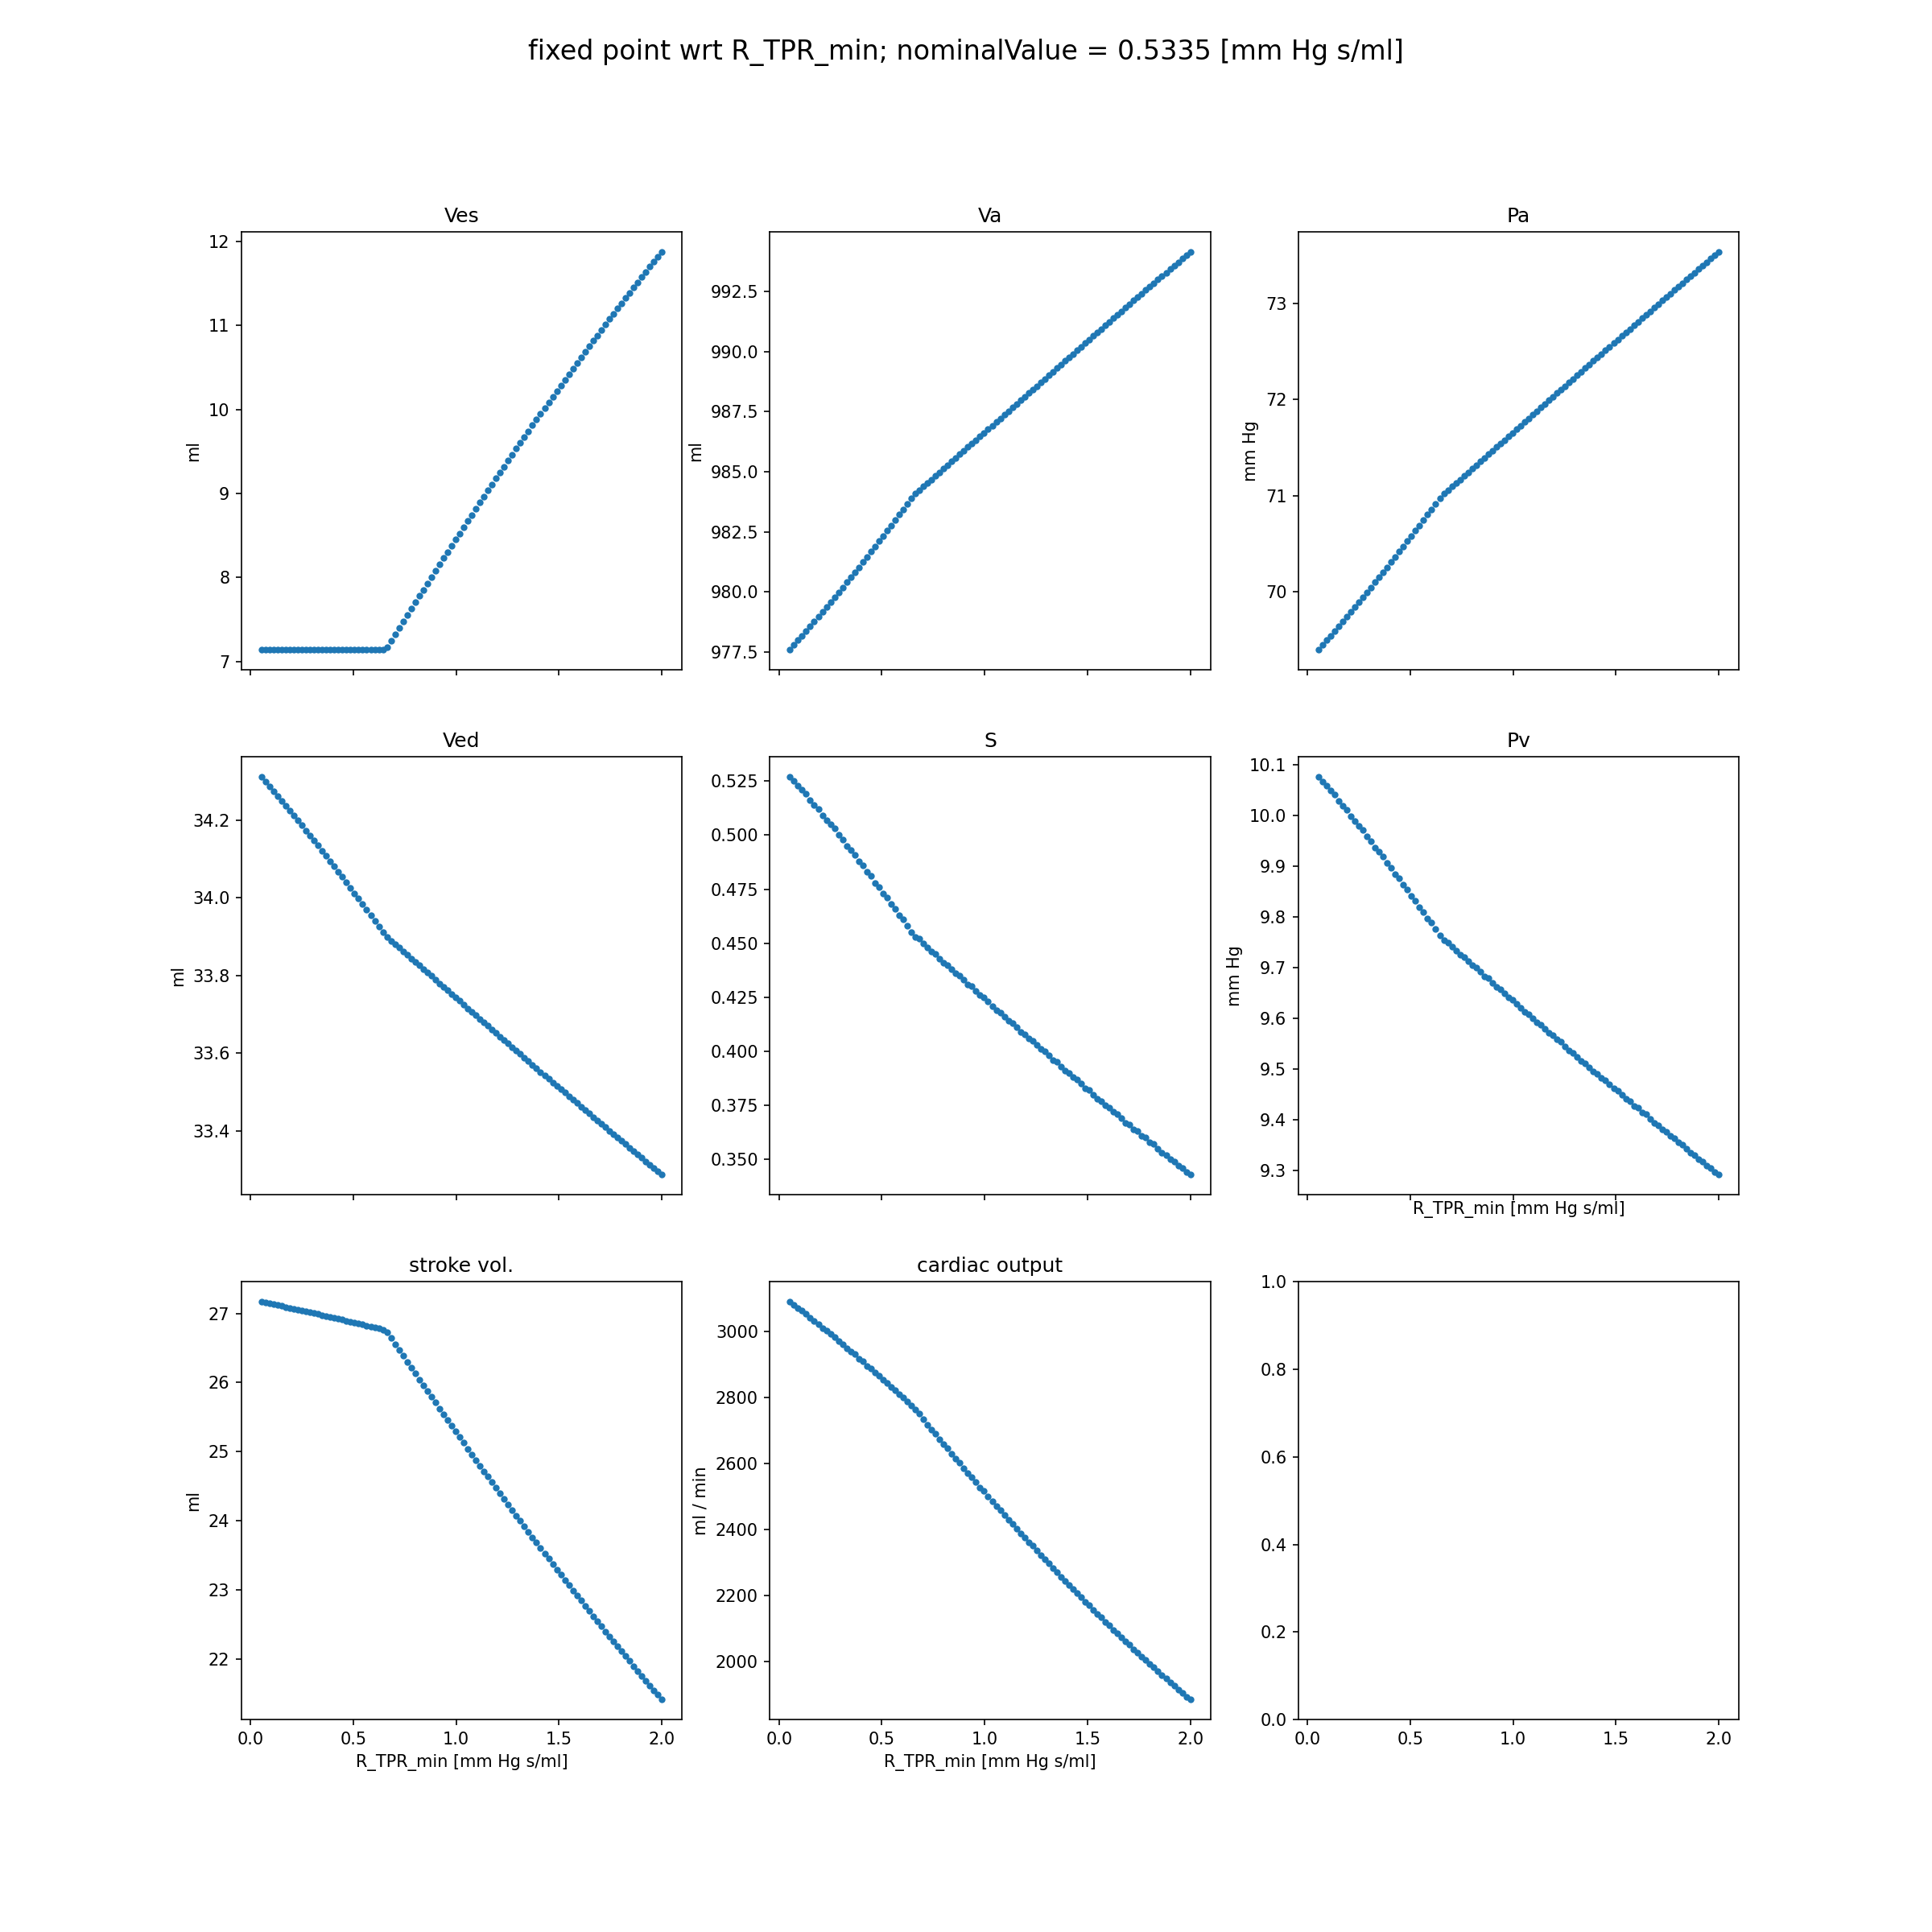 fixed point wrt R_TPR_min; nominalValue = 0.5335 [mm Hg s/ml]
Ves
12
11
10
9
8
7
ml
Va
992.5
990.0
987.5
985.0
982.5
980.0
977.5
ml
Pa
73
72
71
70
mm Hg
Ved
34.2
34.0
33.8
33.6
33.4
ml
S
0.525
0.500
0.475
0.450
0.425
0.400
0.375
0.350
Pv
10.1
10.0
9.9
9.8
9.7
9.6
9.5
9.4
9.3
mm Hg
R_TPR_min [mm Hg s/ml]
stroke vol.
27
26
25
24
23
22
ml
0.0 0.5 1.0 1.5 2.0
R_TPR_min [mm Hg s/ml]
cardiac output
3000
2800
2600
2400
2200
2000
ml / min
0.0 0.5 1.0 1.5 2.0
R_TPR_min [mm Hg s/ml]
1.0
0.8
0.6
0.4
0.2
0.0
0.0 0.5 1.0 1.5 2.0